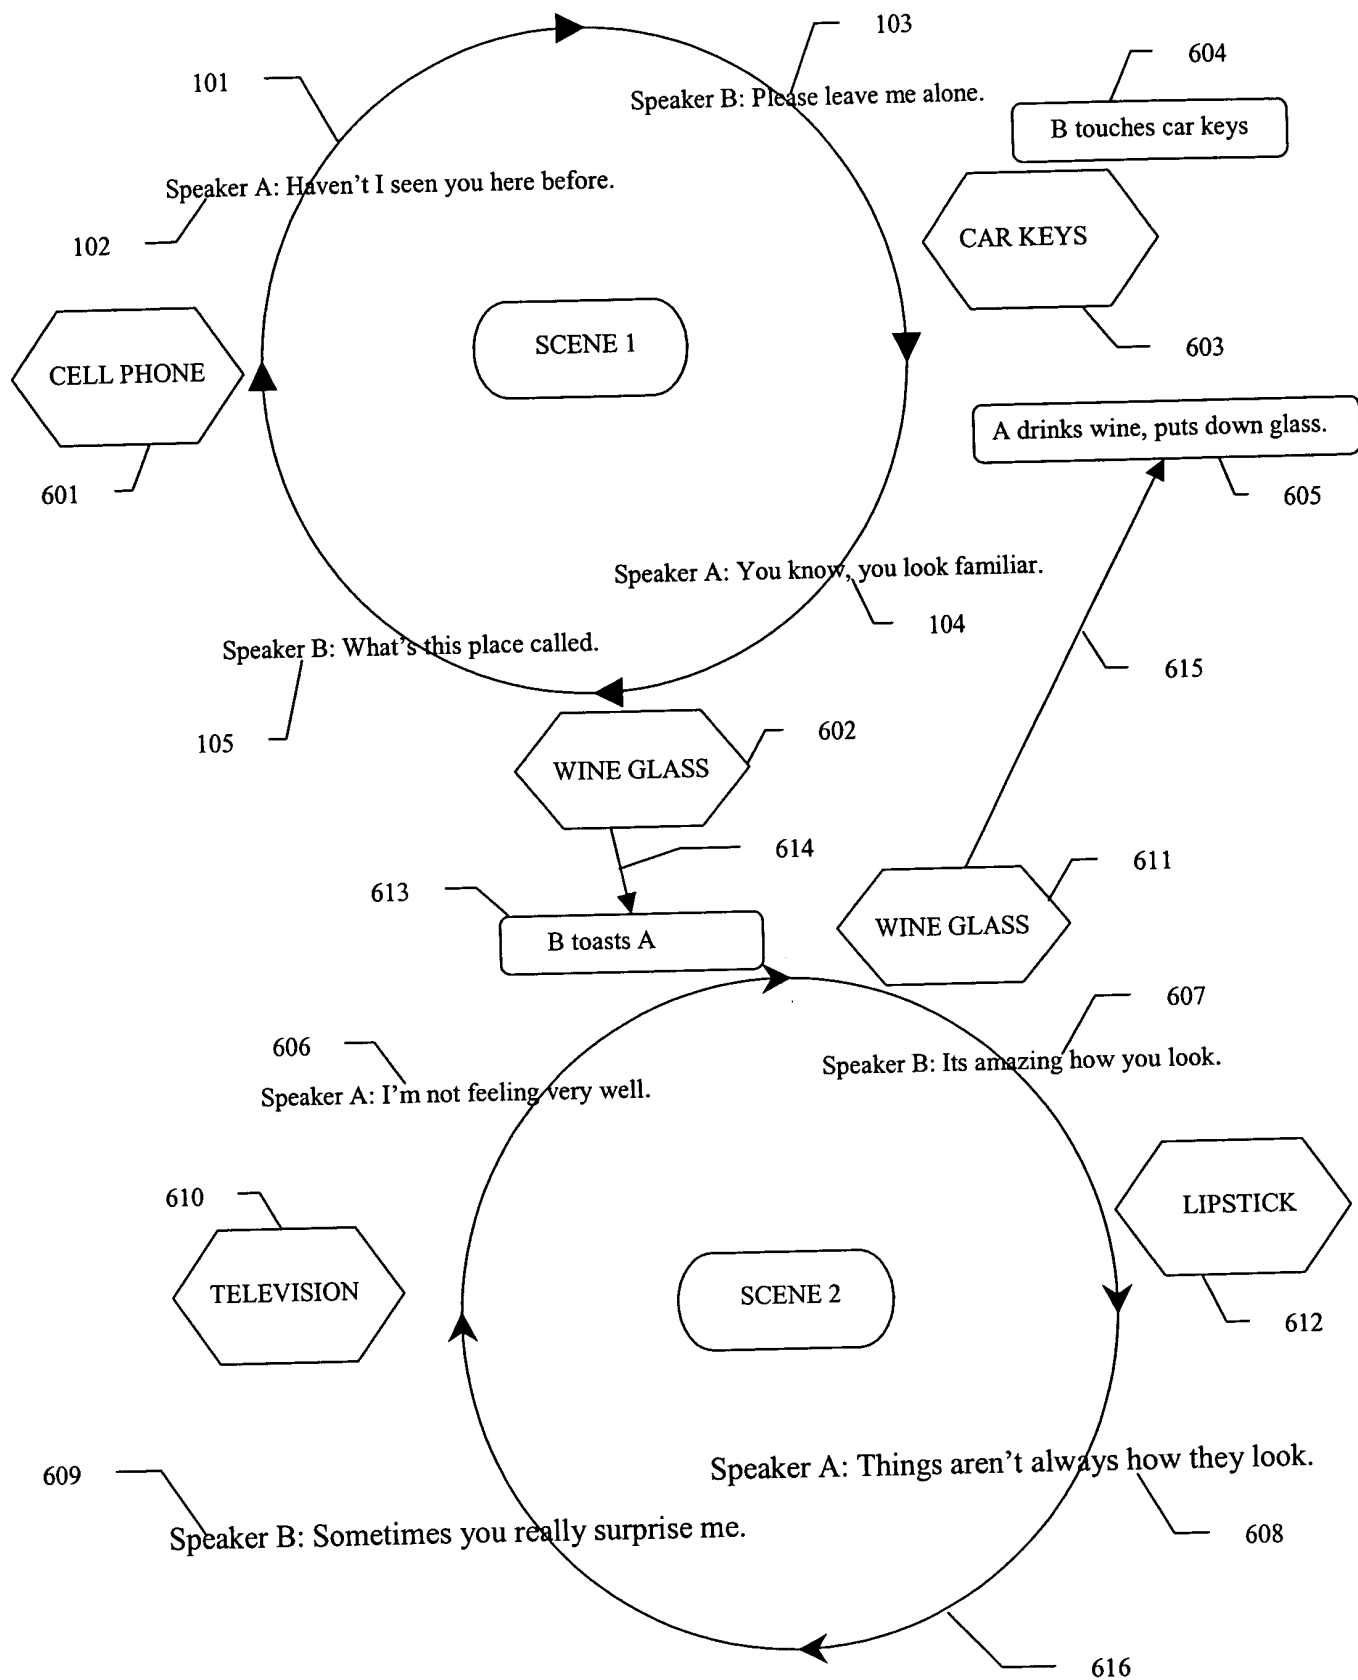 103
604
101
Speaker B: Please leave me alone.
B touches car keys
Speaker A: Haven't I seen you here before.
102
CAR KEYS
SCENE 1
603
CELL PHONE
A drinks wine, puts down glass.
601
605
Speaker A: You know, you look familiar.
104
Speaker B: What's this place called.
615
105
602
WINE GLASS
614
611
613
WINE GLASS
B toasts A
607
606
Speaker B: Its amazing how you look.
Speaker A: I'm not feeling very well.
610
LIPSTICK
TELEVISION
SCENE 2
612
Speaker A: Things aren't always how they look.
609
Speaker B: Sometimes you really surprise me.
608
616